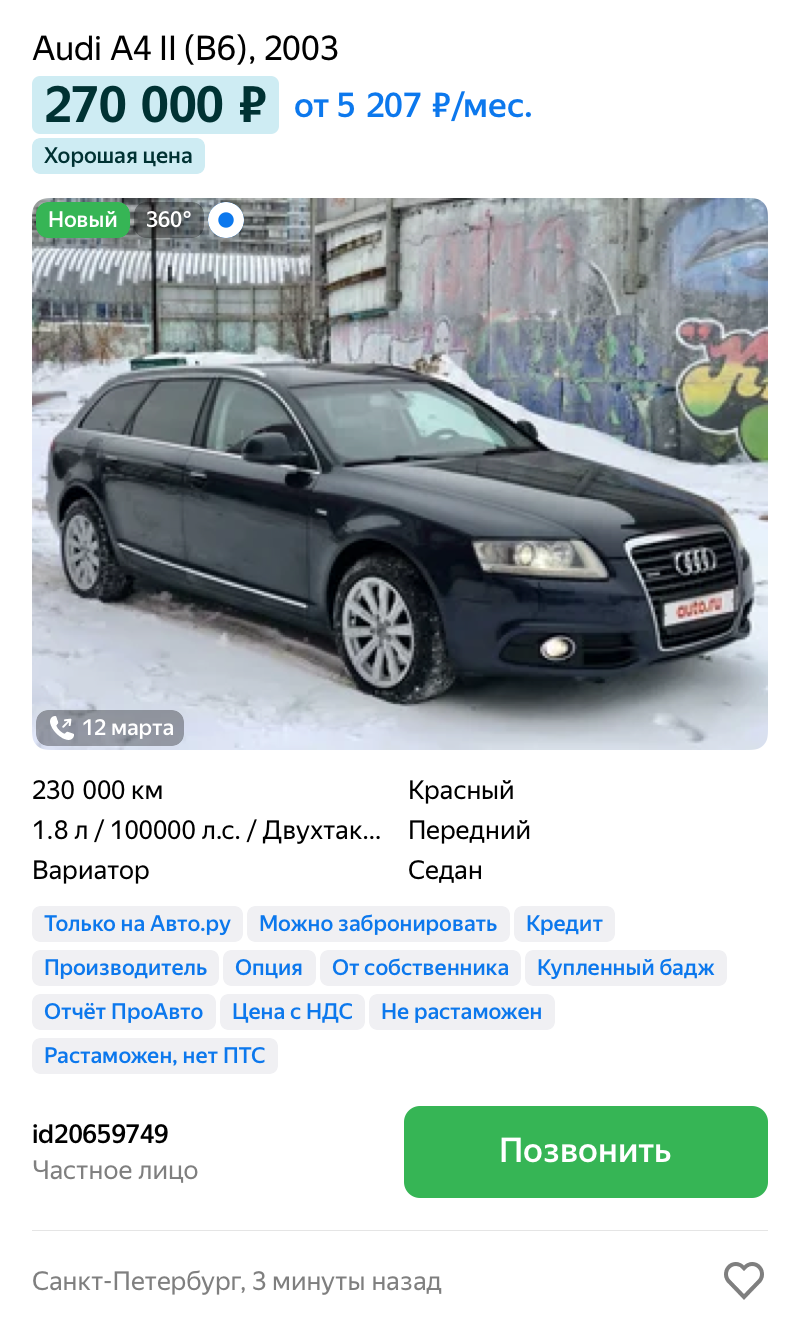 Audi A4 II (B6), 2003
270 000 ₽ от 5 207 ₽/мес.
Хорошая цена
Новый 360°
auto.ru
12 марта
230 000 км Красный
1.8 л / 100000 л.с. / Двухтак... Передний
Вариатор Седан
Только на Авто.ру Можно забронировать Кредит
Производитель Опция От собственника Купленный бадж
Отчёт ПроАвто Цена с НДС Не растаможен
Растаможен, нет ПТС
id20659749
Частное лицо
Позвонить
Санкт-Петербург, 3 минуты назад